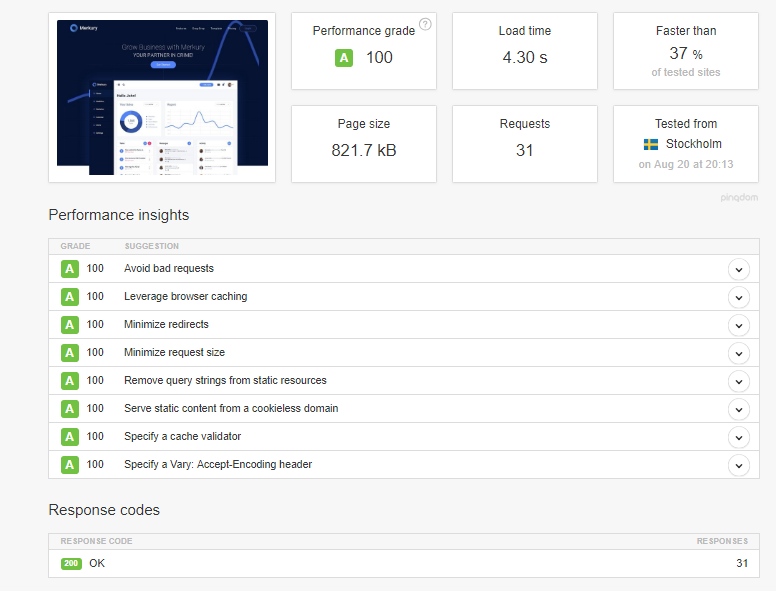 Merkury
Grow Business with Merkury
YOUR PARTNER IN CRIME!
Hello Joke!
Performance grade ?
A 100
Load time
4.30 s
Faster than
37 %
of tested sites
Page size
821.7 kB
Requests
31
Tested from
Stockholm
on Aug 20 at 20:13
pingdom
Performance insights
GRADE SUGGESTION
A 100 Avoid bad requests
A 100 Leverage browser caching
A 100 Minimize redirects
A 100 Minimize request size
A 100 Remove query strings from static resources
A 100 Serve static content from a cookieless domain
A 100 Specify a cache validator
A 100 Specify a Vary: Accept-Encoding header
Response codes
RESPONSE CODE RESPONSES
200 OK 31